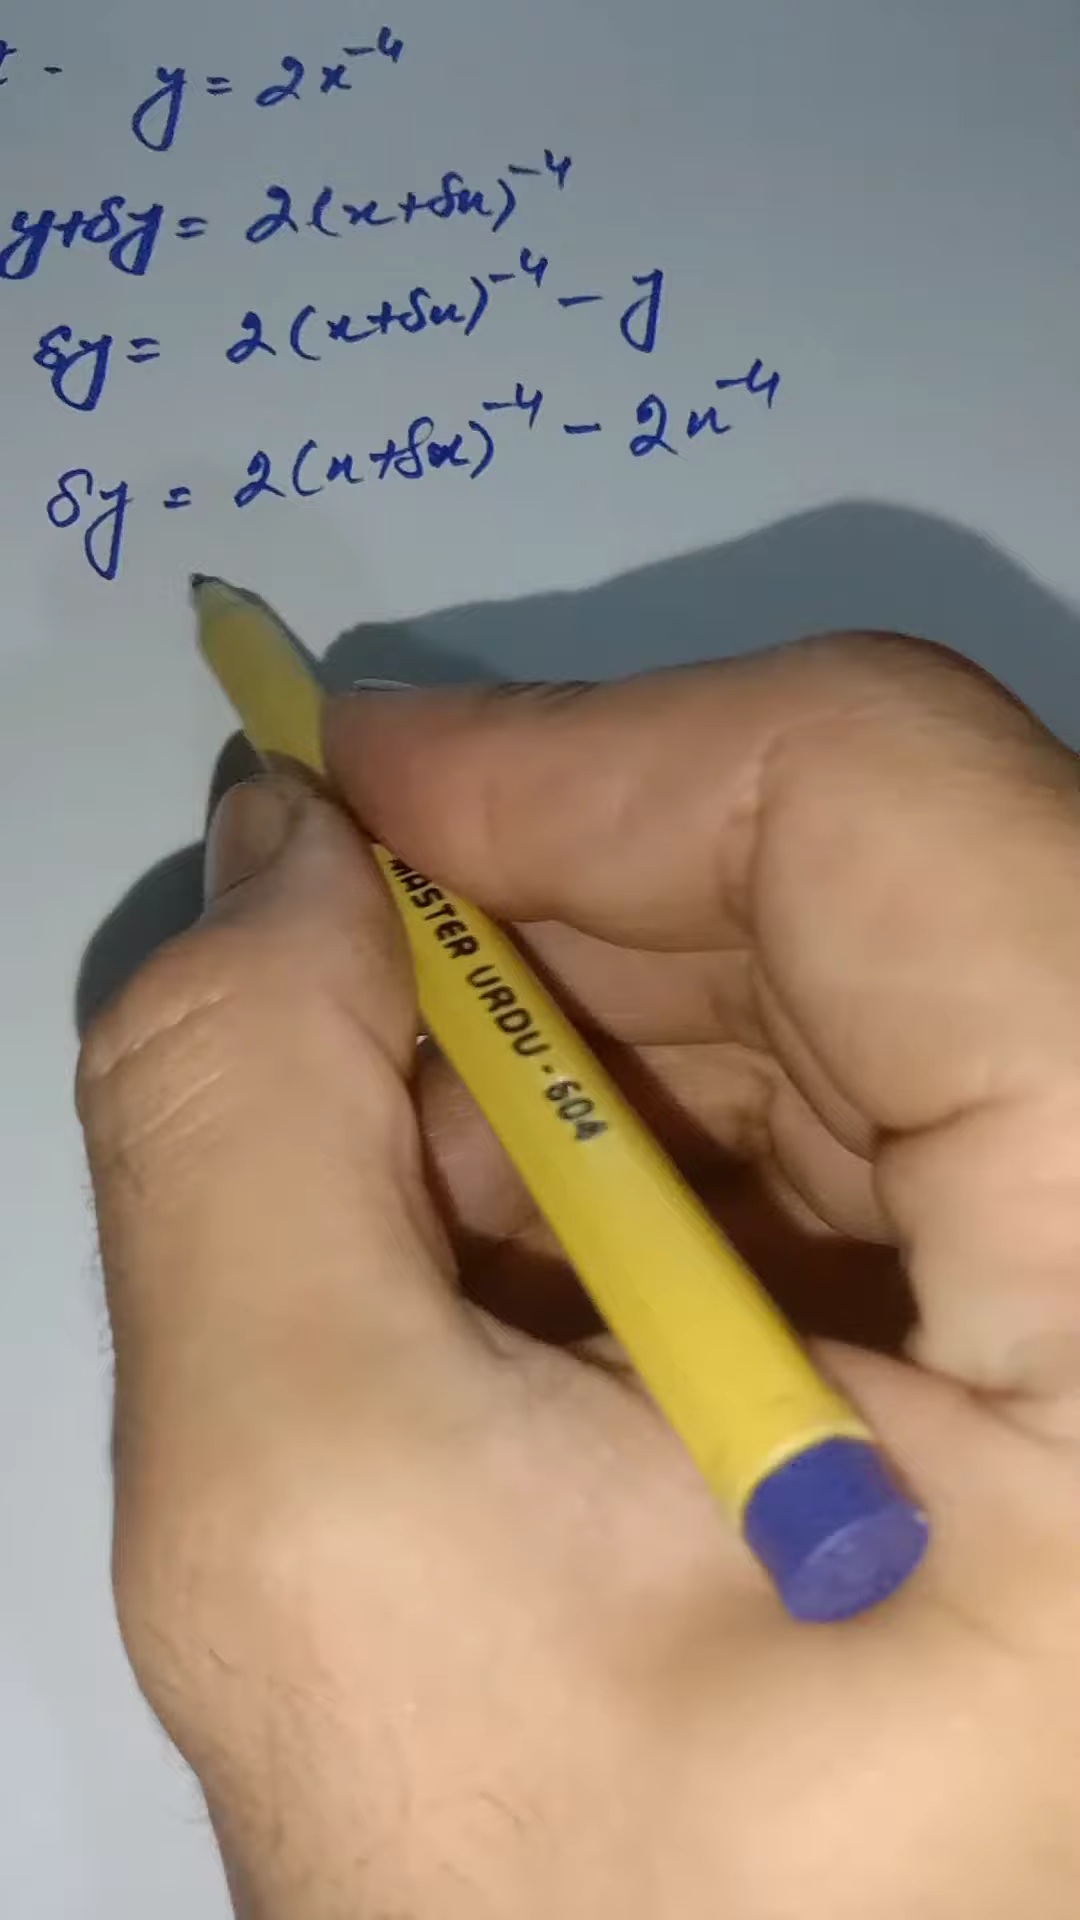 y = 2x⁻⁴
y+δy = 2(x+δx)⁻⁴
δy = 2(x+δx)⁻⁴ - y
δy = 2(x+δx)⁻⁴ - 2x⁻⁴
MASTER URDU - 604